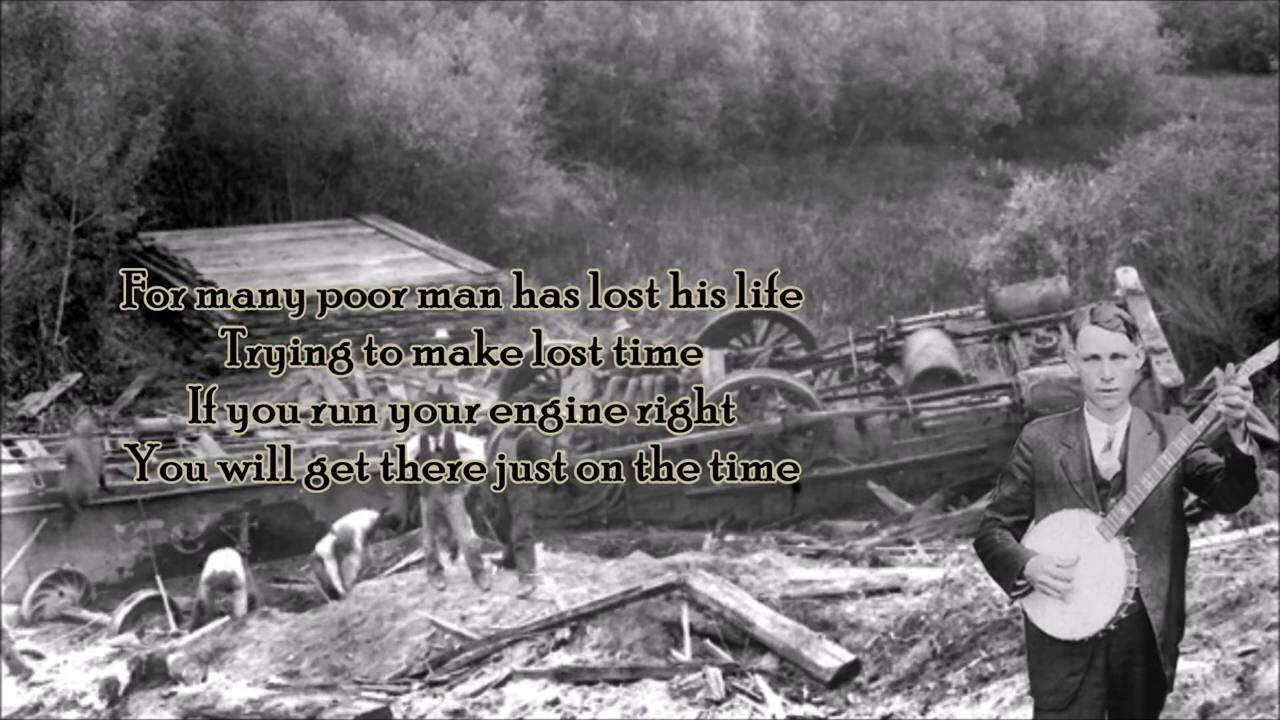 For many poor man has lost his life
Trying to make lost time
If you run your engine right
You will get there just on the time